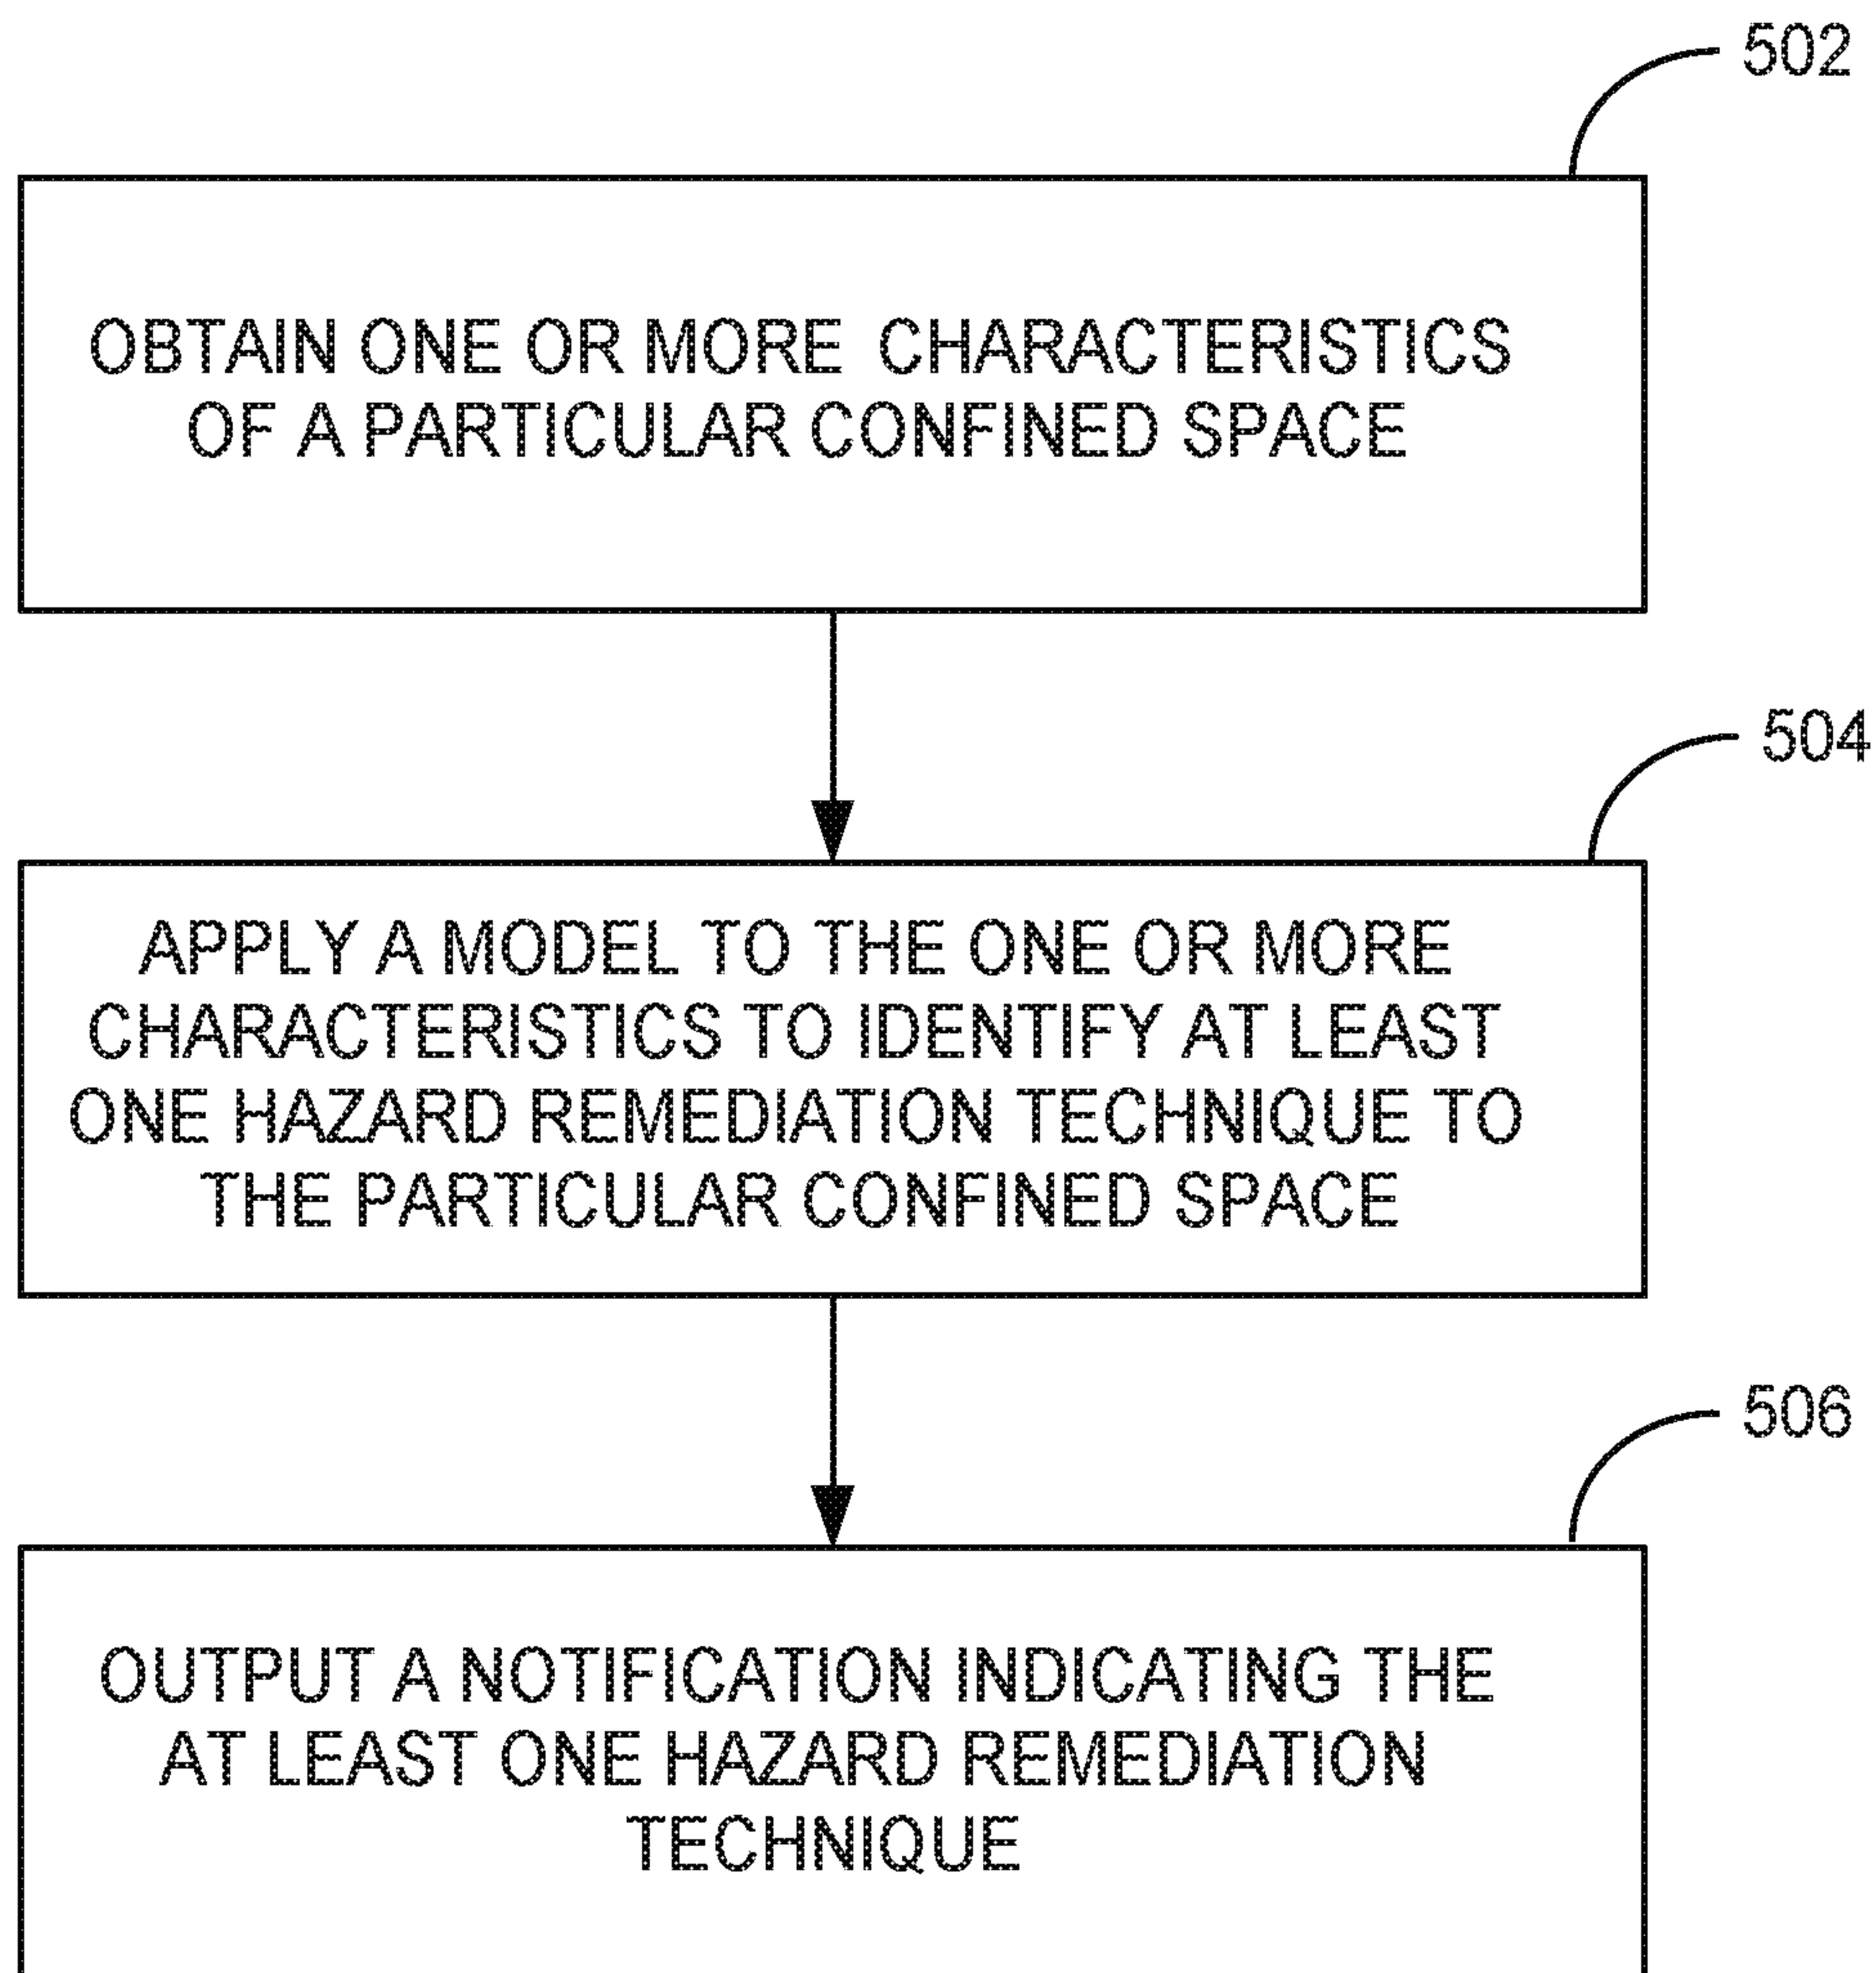 502
OBTAIN ONE OR MORE CHARACTERISTICS
OF A PARTICULAR CONFINED SPACE
504
APPLY A MODEL TO THE ONE OR MORE
CHARACTERISTICS TO IDENTIFY AT LEAST
ONE HAZARD REMEDIATION TECHNIQUE TO
THE PARTICULAR CONFINED SPACE
506
OUTPUT A NOTIFICATION INDICATING THE
AT LEAST ONE HAZARD REMEDIATION
TECHNIQUE